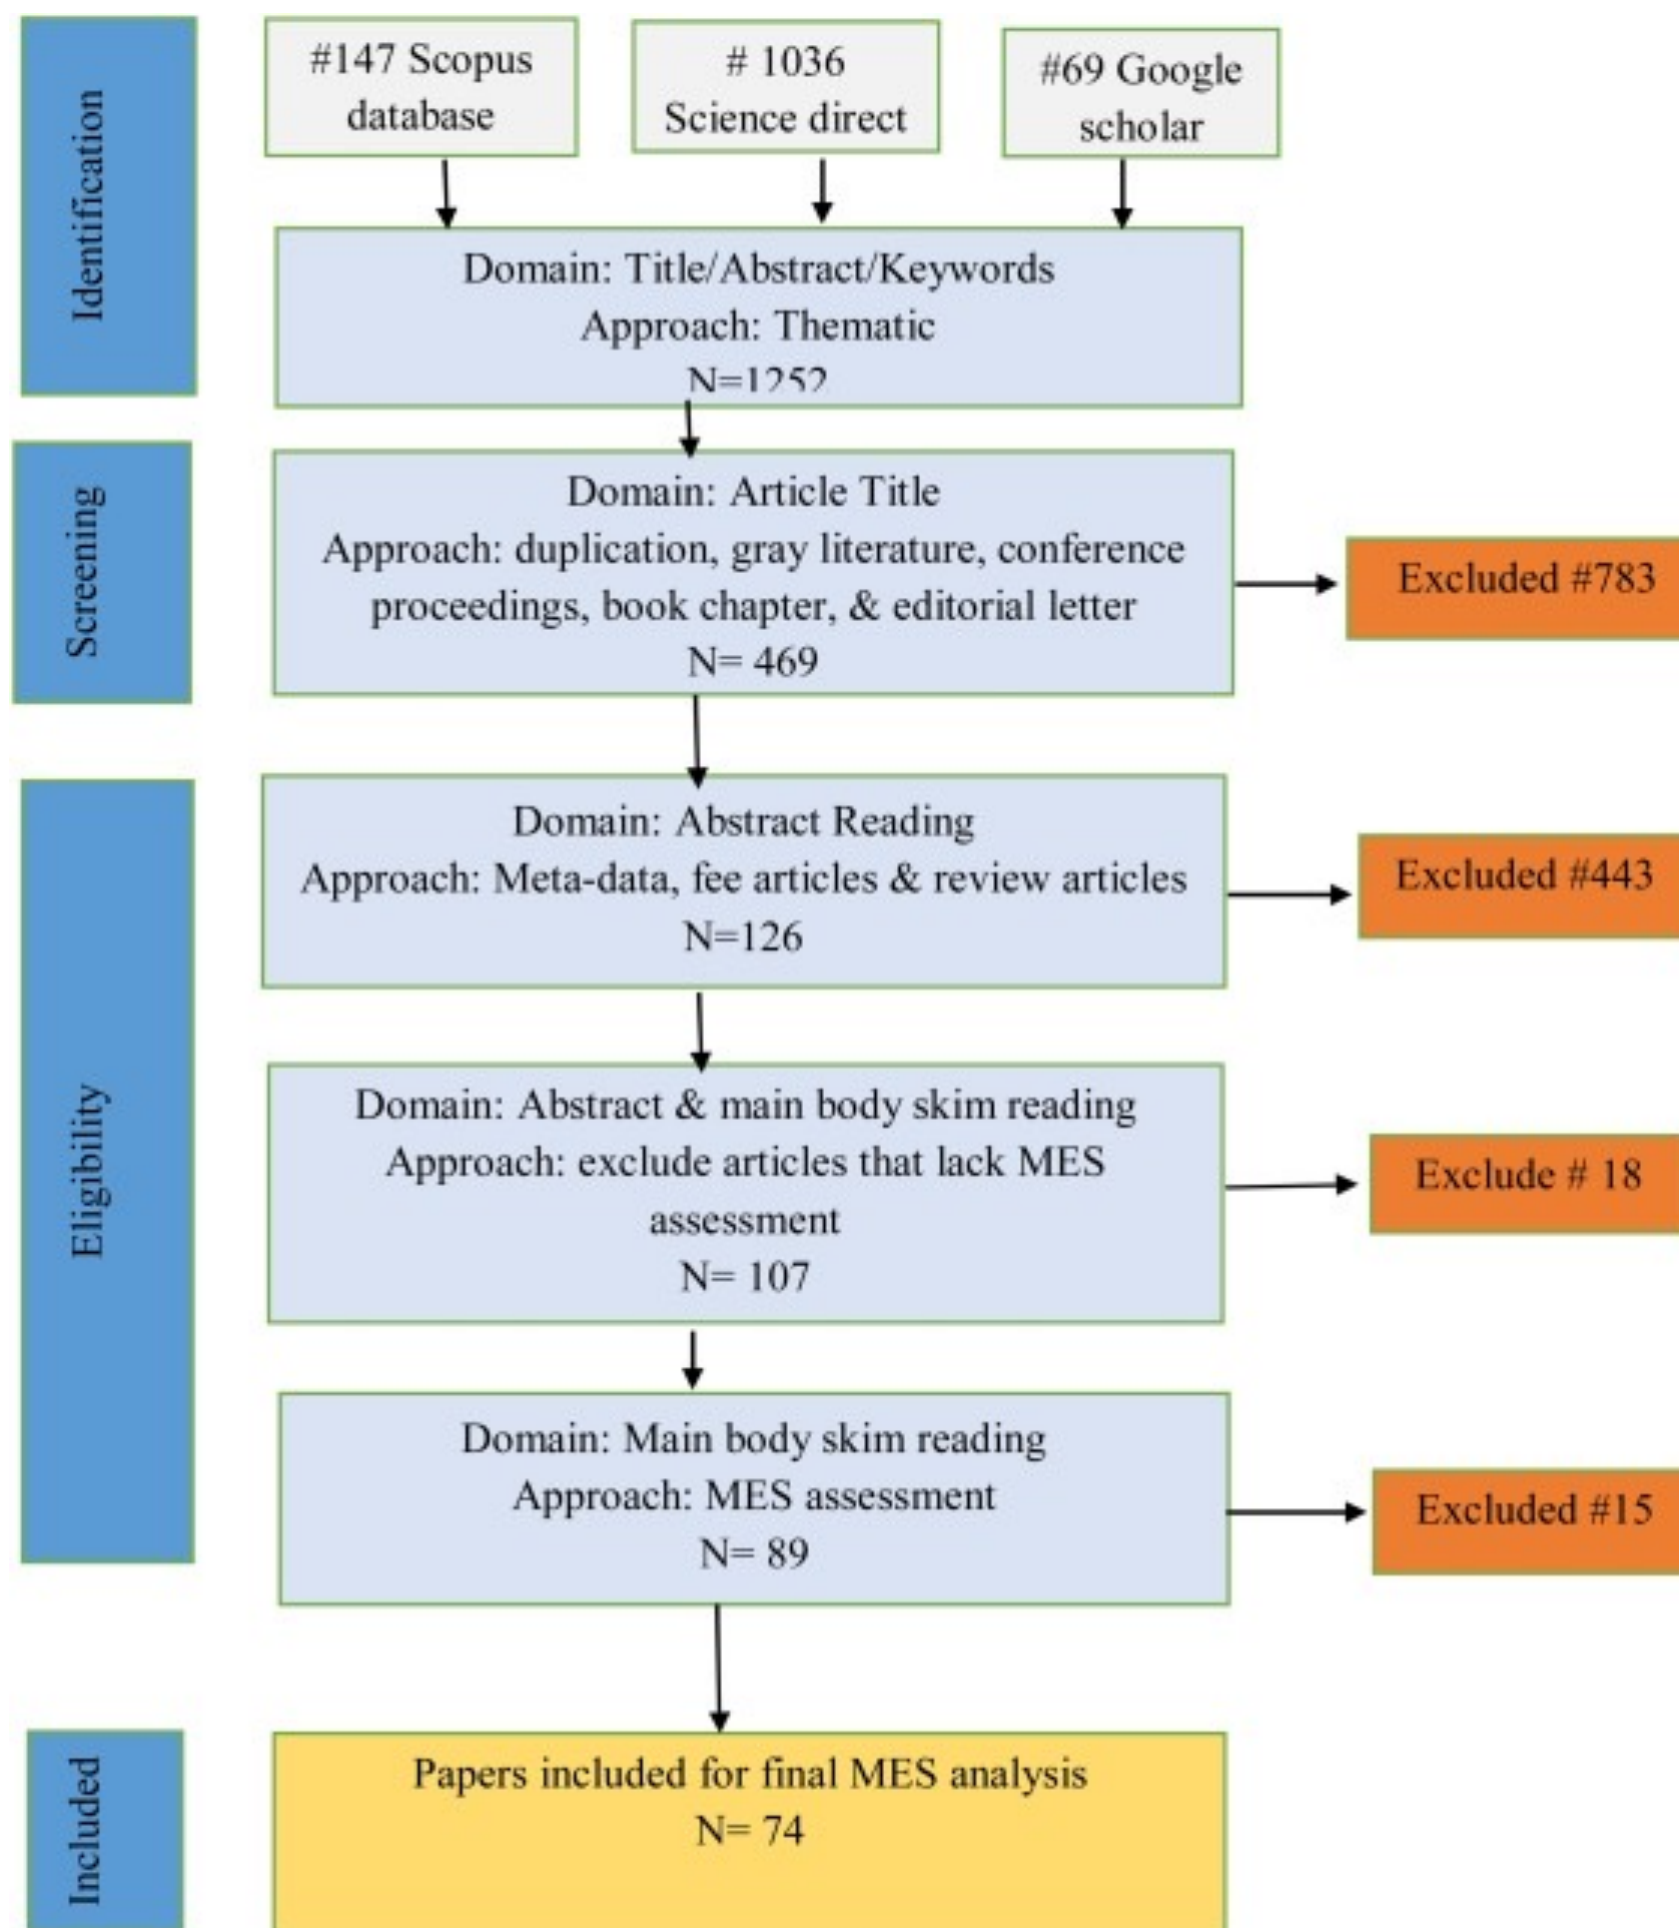 Identification
#147 Scopus
database
# 1036
Science direct
#69 Google
scholar
Domain: Title/Abstract/Keywords
Approach: Thematic
N=1252
Screening
Domain: Article Title
Approach: duplication, gray literature, conference
proceedings, book chapter, & editorial letter
N= 469
Excluded #783
Eligibility
Domain: Abstract Reading
Approach: Meta-data, fee articles & review articles
N=126
Excluded #443
Domain: Abstract & main body skim reading
Approach: exclude articles that lack MES
assessment
N= 107
Exclude # 18
Domain: Main body skim reading
Approach: MES assessment
N= 89
Excluded #15
Included
Papers included for final MES analysis
N= 74